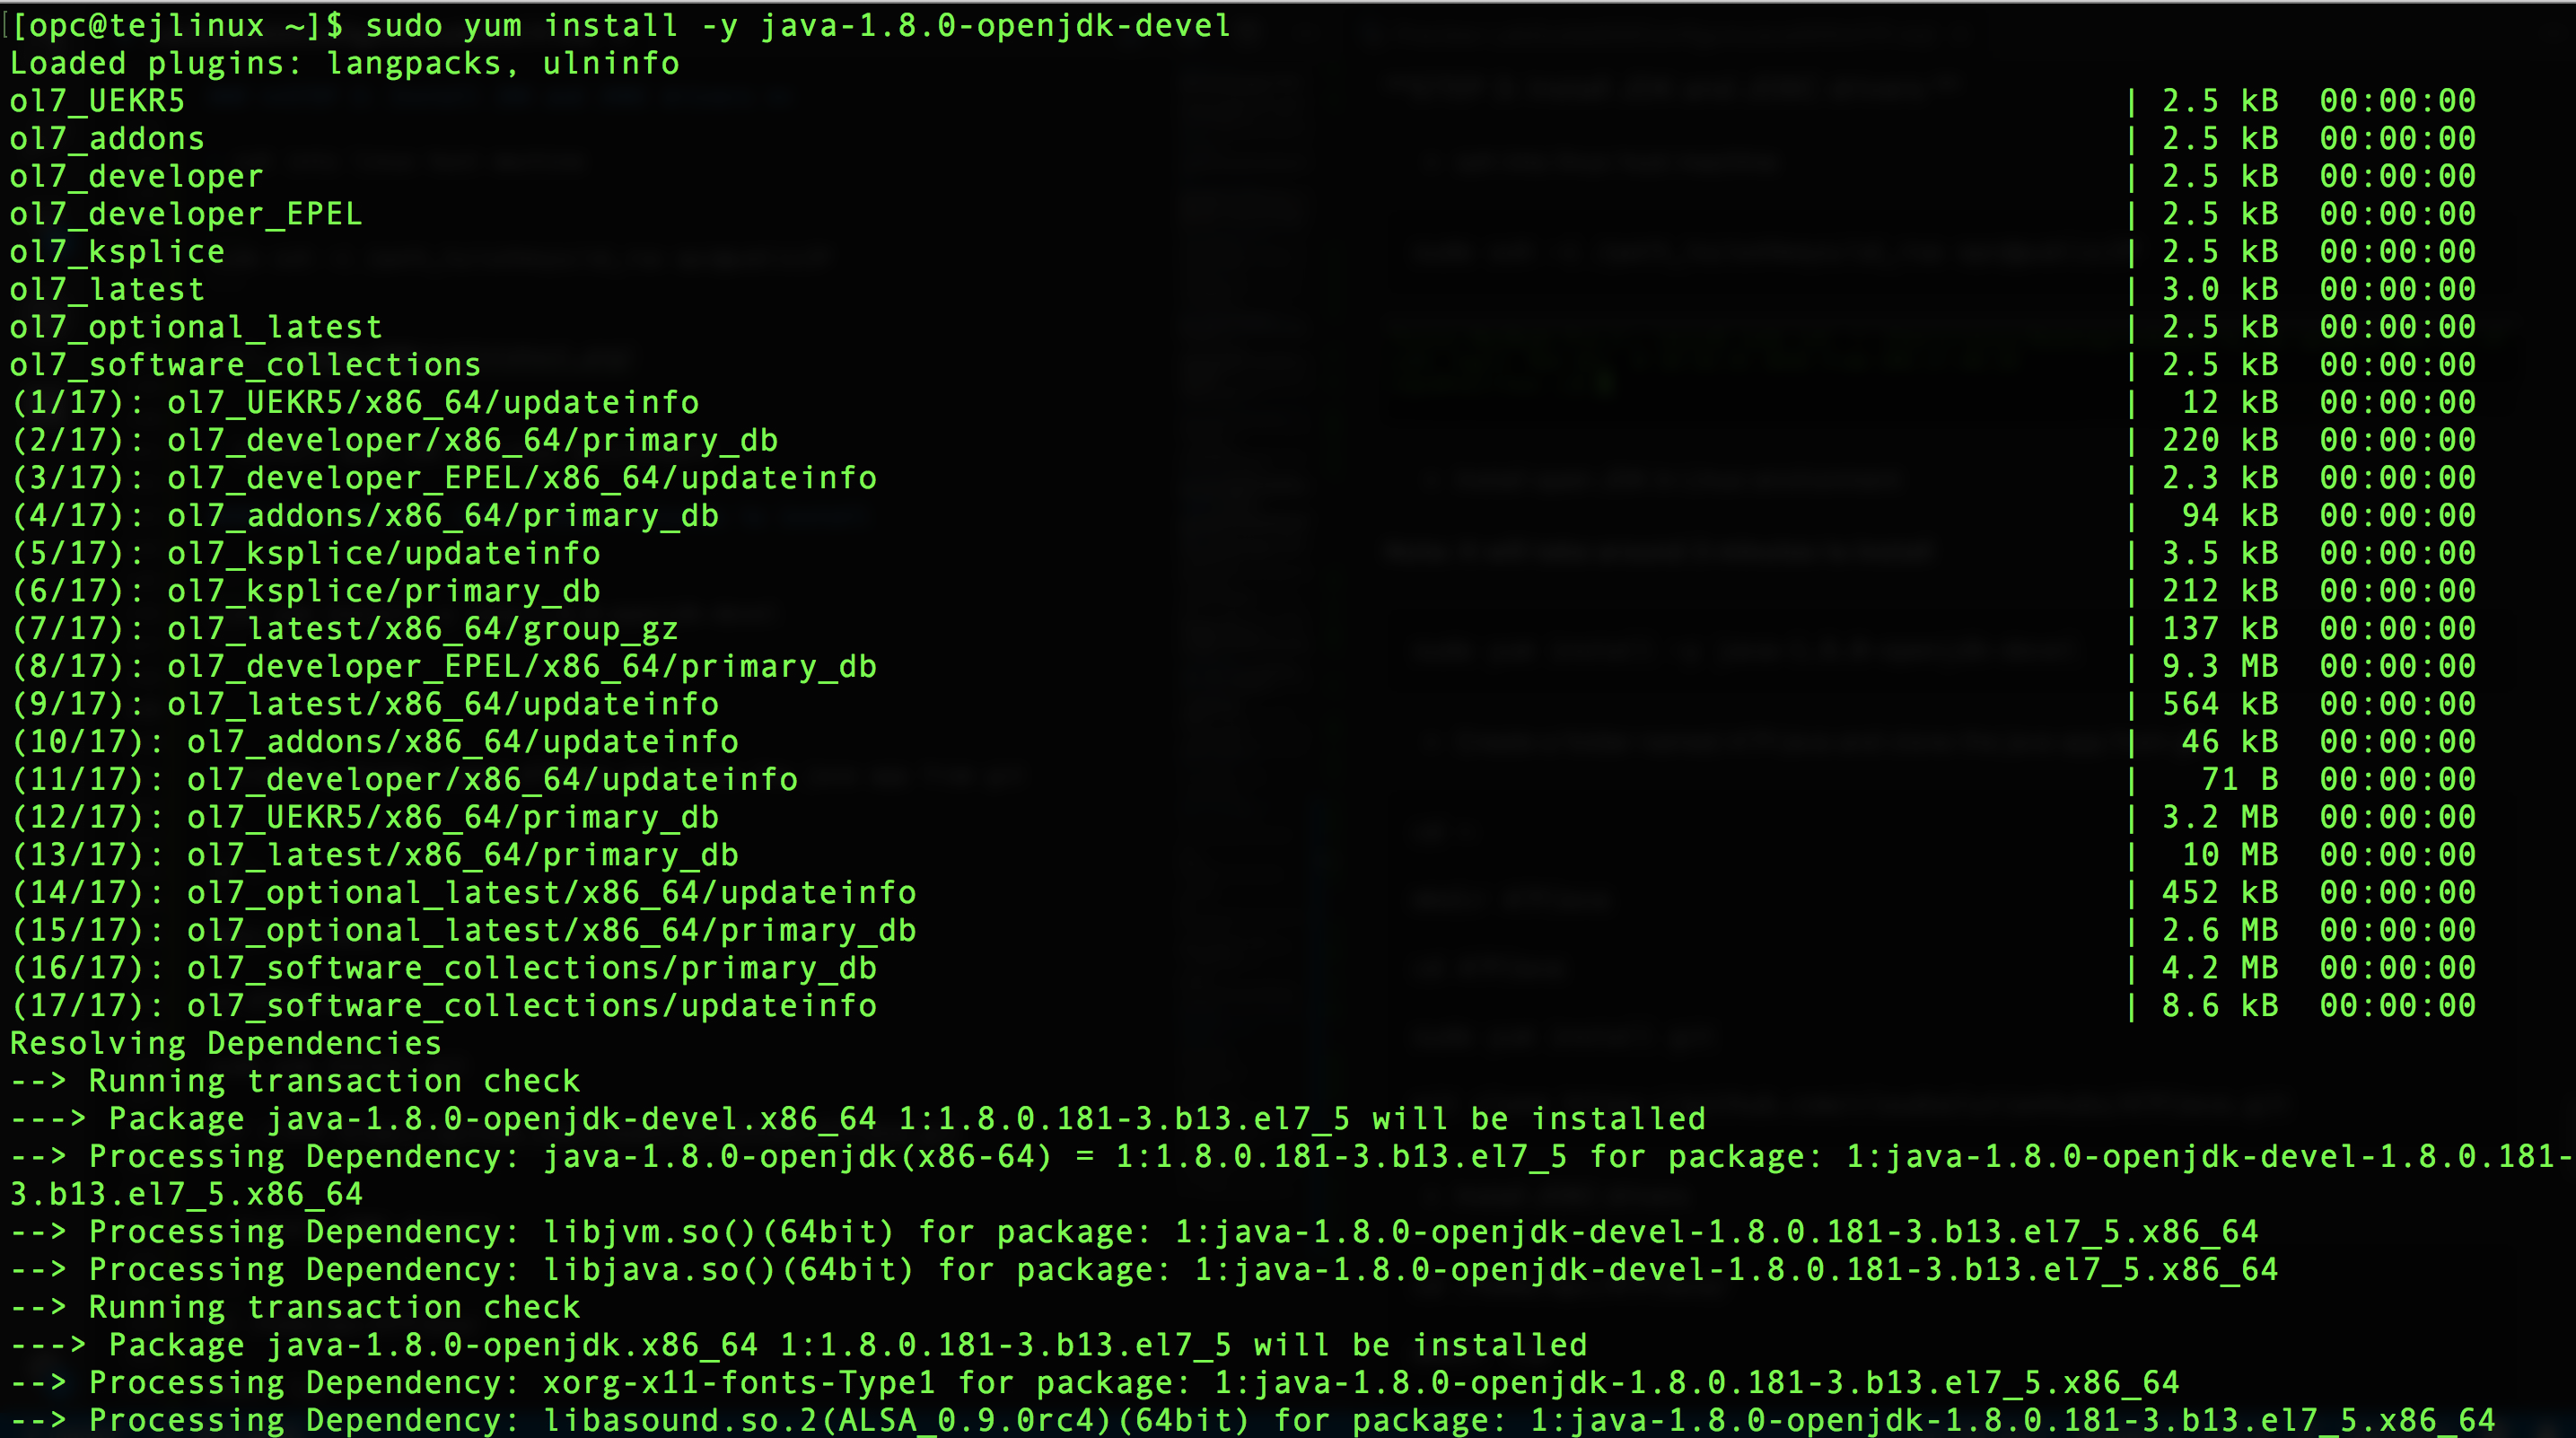 [[opc@tejlinux ~]$ sudo yum install -y java-1.8.0-openjdk-devel
Loaded plugins: langpacks, ulninfo
ol7_UEKR5 | 2.5 kB 00:00:00
ol7_addons | 2.5 kB 00:00:00
ol7_developer | 2.5 kB 00:00:00
ol7_developer_EPEL | 2.5 kB 00:00:00
ol7_ksplice | 2.5 kB 00:00:00
ol7_latest | 3.0 kB 00:00:00
ol7_optional_latest | 2.5 kB 00:00:00
ol7_software_collections | 2.5 kB 00:00:00
(1/17): ol7_UEKR5/x86_64/updateinfo | 12 kB 00:00:00
(2/17): ol7_developer/x86_64/primary_db | 220 kB 00:00:00
(3/17): ol7_developer_EPEL/x86_64/updateinfo | 2.3 kB 00:00:00
(4/17): ol7_addons/x86_64/primary_db | 94 kB 00:00:00
(5/17): ol7_ksplice/updateinfo | 3.5 kB 00:00:00
(6/17): ol7_ksplice/primary_db | 212 kB 00:00:00
(7/17): ol7_latest/x86_64/group_gz | 137 kB 00:00:00
(8/17): ol7_developer_EPEL/x86_64/primary_db | 9.3 MB 00:00:00
(9/17): ol7_latest/x86_64/updateinfo | 564 kB 00:00:00
(10/17): ol7_addons/x86_64/updateinfo | 46 kB 00:00:00
(11/17): ol7_developer/x86_64/updateinfo | 71 B 00:00:00
(12/17): ol7_UEKR5/x86_64/primary_db | 3.2 MB 00:00:00
(13/17): ol7_latest/x86_64/primary_db | 10 MB 00:00:00
(14/17): ol7_optional_latest/x86_64/updateinfo | 452 kB 00:00:00
(15/17): ol7_optional_latest/x86_64/primary_db | 2.6 MB 00:00:00
(16/17): ol7_software_collections/primary_db | 4.2 MB 00:00:00
(17/17): ol7_software_collections/updateinfo | 8.6 kB 00:00:00
Resolving Dependencies
--> Running transaction check
---> Package java-1.8.0-openjdk-devel.x86_64 1:1.8.0.181-3.b13.el7_5 will be installed
--> Processing Dependency: java-1.8.0-openjdk(x86-64) = 1:1.8.0.181-3.b13.el7_5 for package: 1:java-1.8.0-openjdk-devel-1.8.0.181-
3.b13.el7_5.x86_64
--> Processing Dependency: libjvm.so()(64bit) for package: 1:java-1.8.0-openjdk-devel-1.8.0.181-3.b13.el7_5.x86_64
--> Processing Dependency: libjava.so()(64bit) for package: 1:java-1.8.0-openjdk-devel-1.8.0.181-3.b13.el7_5.x86_64
--> Running transaction check
---> Package java-1.8.0-openjdk.x86_64 1:1.8.0.181-3.b13.el7_5 will be installed
--> Processing Dependency: xorg-x11-fonts-Type1 for package: 1:java-1.8.0-openjdk-1.8.0.181-3.b13.el7_5.x86_64
--> Processing Dependency: libasound.so.2(ALSA_0.9.0rc4)(64bit) for package: 1:java-1.8.0-openjdk-1.8.0.181-3.b13.el7_5.x86_64